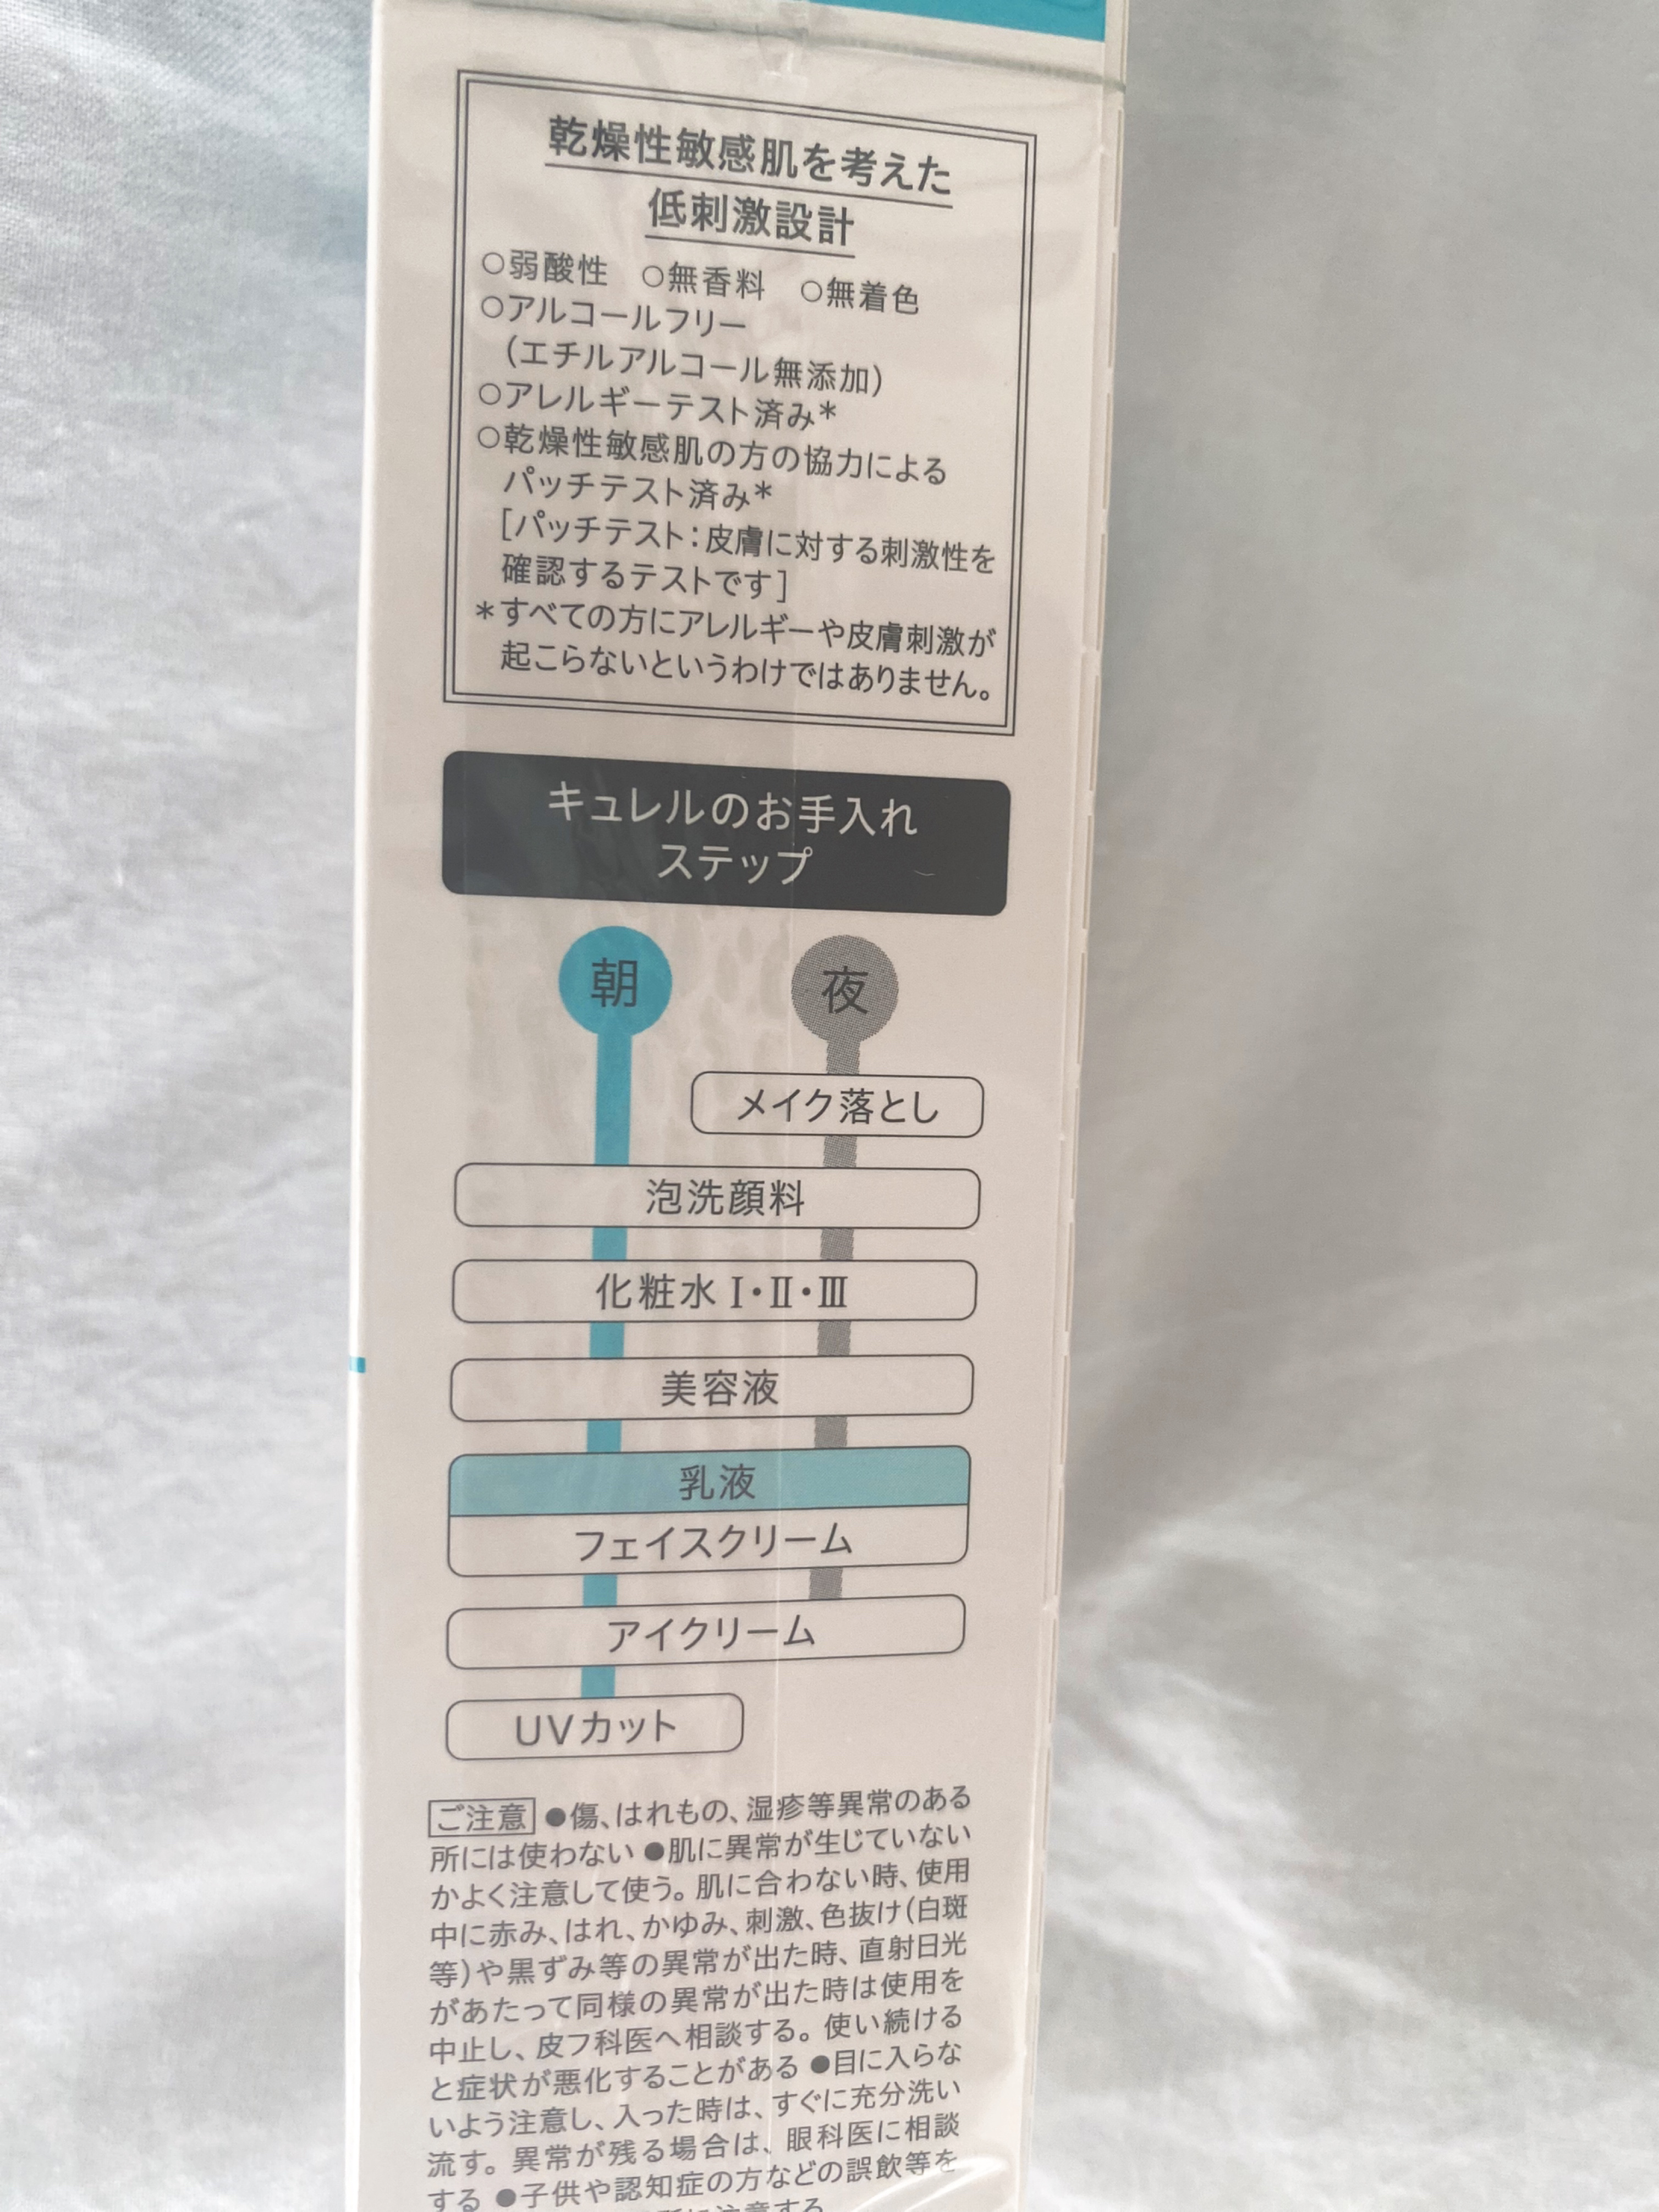 乾燥性敏感肌を考えた
低刺激設計
○弱酸性 ○無香料 ○無着色
○アルコールフリー
(エチルアルコール無添加)
○アレルギーテスト済み*
○乾燥性敏感肌の方の協力による
パッチテスト済み*
[パッチテスト:皮膚に対する刺激性を
確認するテストです]
*すべての方にアレルギーや皮膚刺激が
起こらないというわけではありません。
キュレルのお手入れ
ステップ
朝 夜
メイク落とし
泡洗顔料
化粧水 Ⅰ・Ⅱ・Ⅲ
美容液
乳液
フェイスクリーム
アイクリーム
UVカット
ご注意 ●傷、はれもの、湿疹等異常のある
所には使わない ●肌に異常が生じていない
かよく注意して使う。肌に合わない時、使用
中に赤み、はれ、かゆみ、刺激、色抜け(白斑
等)や黒ずみ等の異常が出た時、直射日光
があたって同様の異常が出た時は使用を
中止し、皮フ科医へ相談する。使い続ける
と症状が悪化することがある ●目に入らな
いよう注意し、入った時は、すぐに充分洗い
流す。異常が残る場合は、眼科医に相談
する ●子供や認知症の方などの誤飲等を
に注意する